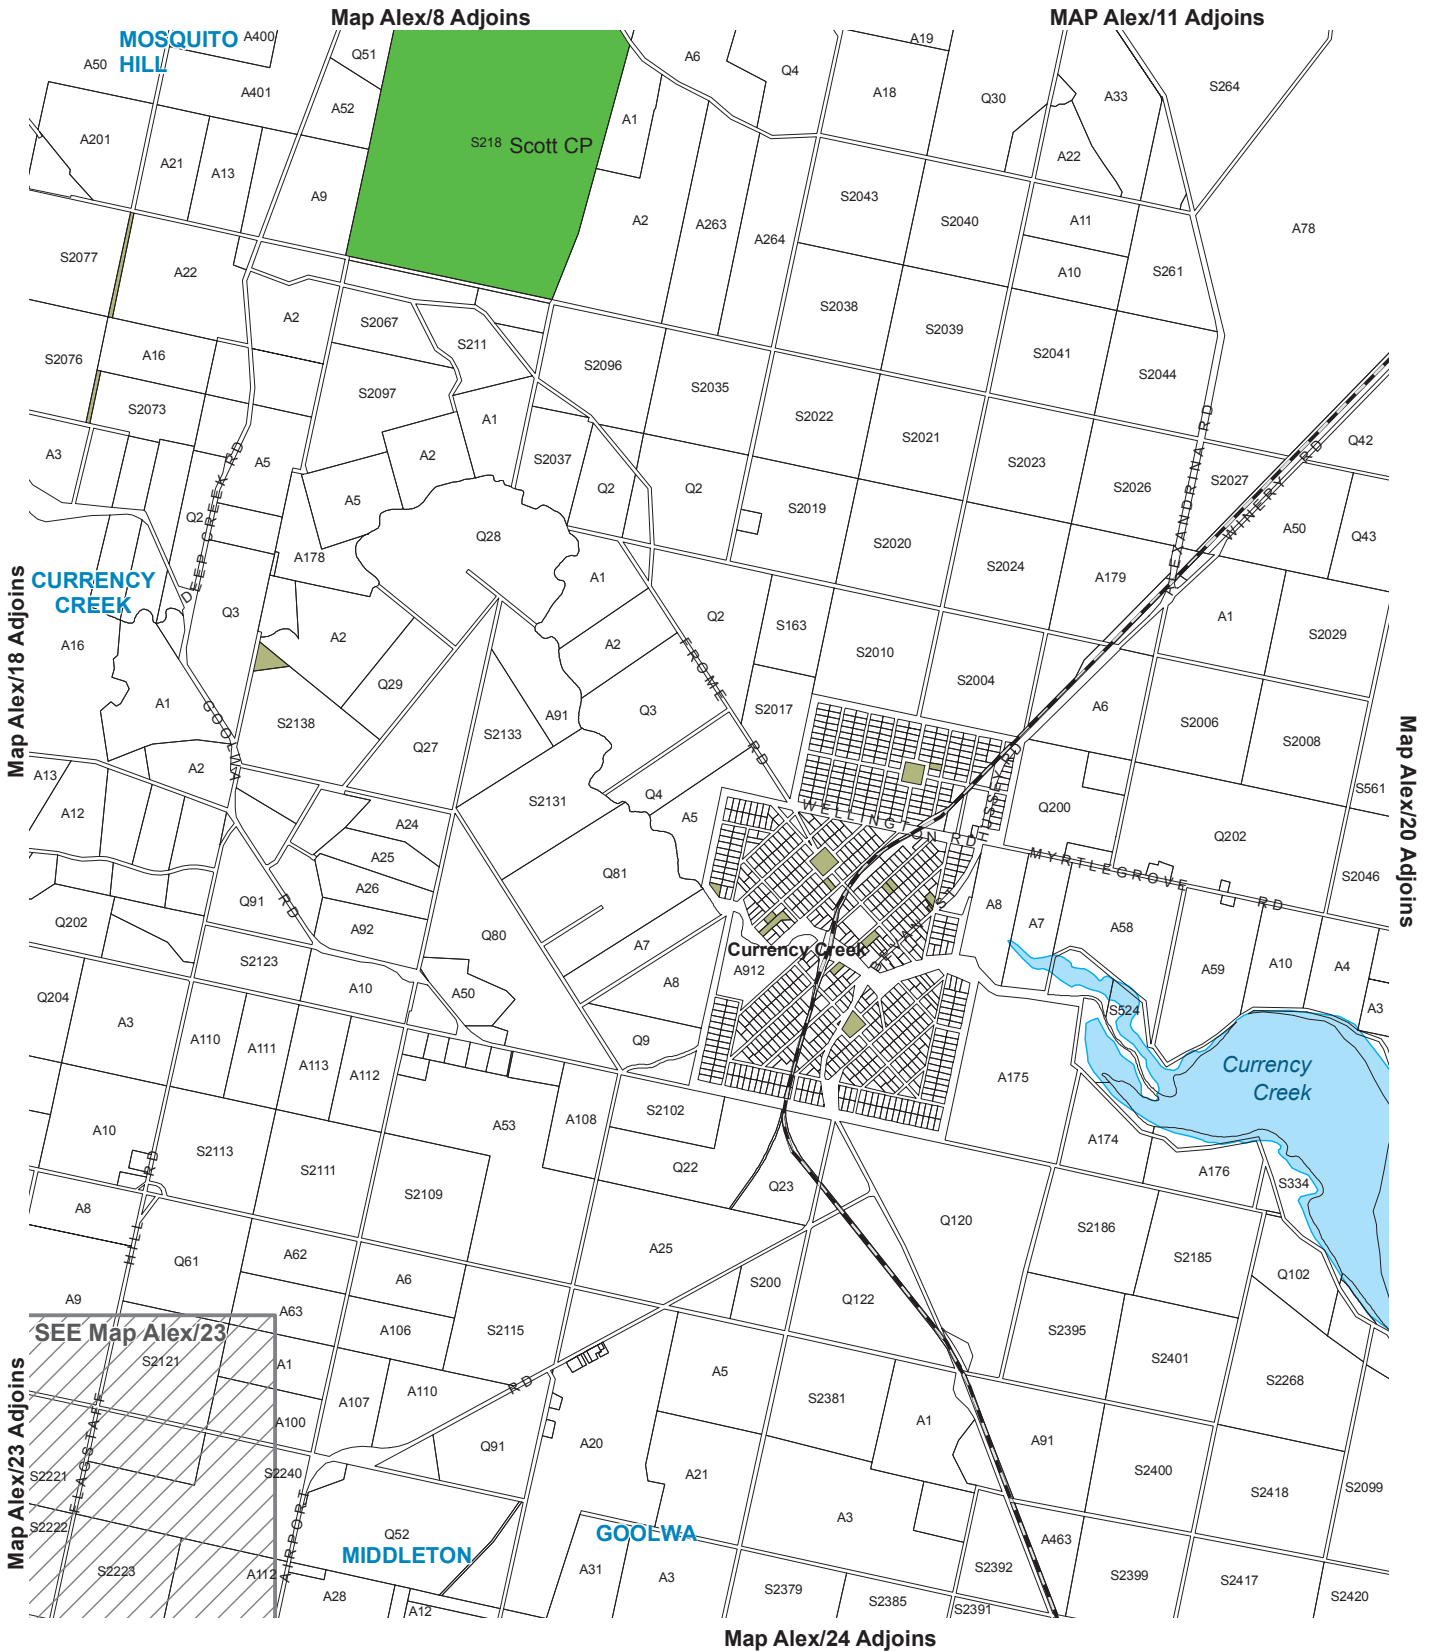 Map Alex/8 Adjoins
MAP Alex/11 Adjoins
MOSQUITO
HILL
A400
A50
A401
Q51
A52
A6
Q4
A19
A18
Q30
A33
S264
A201
A21
A13
A9
S218 Scott CP
A1
A22
A2
A263
A264
S2043
S2040
A11
A78
S2077
A22
A10
S261
A2
S2067
S211
S2038
S2039
S2041
S2044
S2076
A16
S2073
S2097
S2096
S2035
S2022
S2021
A1
A2
A3
A5
S2037
S2023
Q42
S2027
S2026
ALEXANDRINA RD
WINERY RD
DEEP CREEK RD
A5
Q2
Q2
Q2
S2019
A50
Q43
Q28
S2020
A178
S2024
A179
A1
Map Alex/18 Adjoins
CURRENCY
CREEK
Q3
A2
A2
Q2
S163
A1
S2029
A16
FROME RD
S2010
Q29
S2004
A1
A91
Q3
S2017
A6
S2006
S2008
S2138
Q27
S2133
COOLWA RD
A2
A13
A12
S2131
Q4
A5
S561
Map Alex/20 Adjoins
A24
A25
A26
WELLINGTON RD
Q200
Q202
MYRTLEGROVE RD
Q81
S2046
Q91
A92
Q202
Q80
A8
A7
A58
A7
Currency Creek
S2123
A912
A59
A10
A4
A8
Q204
A10
A50
A3
S524
A3
Q9
A110
A111
A113
A112
Currency
Creek
A175
A53
A108
S2102
A10
S2113
S2111
A174
A176
Q22
S2109
Q23
S334
A8
Q120
S2186
S2185
Q61
A62
A25
A6
S200
Q102
HILL RD
A9
A63
Q122
SEE Map Alex/23
A106
S2115
S2395
S2121
A1
S2401
A5
S2268
RD
A107
A110
S2381
A1
A100
A91
FLAGSTAFF
Q91
A20
S2221
S2240
A21
S2400
S2418
S2099
Map Alex/23 Adjoins
S2222
AIRPORT
Q52
MIDDLETON
GOOLWA
A3
A463
S2223
A112
A31
A3
S2392
S2399
S2417
A28
S2379
S2385
S2391
S2420
A12
Map Alex/24 Adjoins